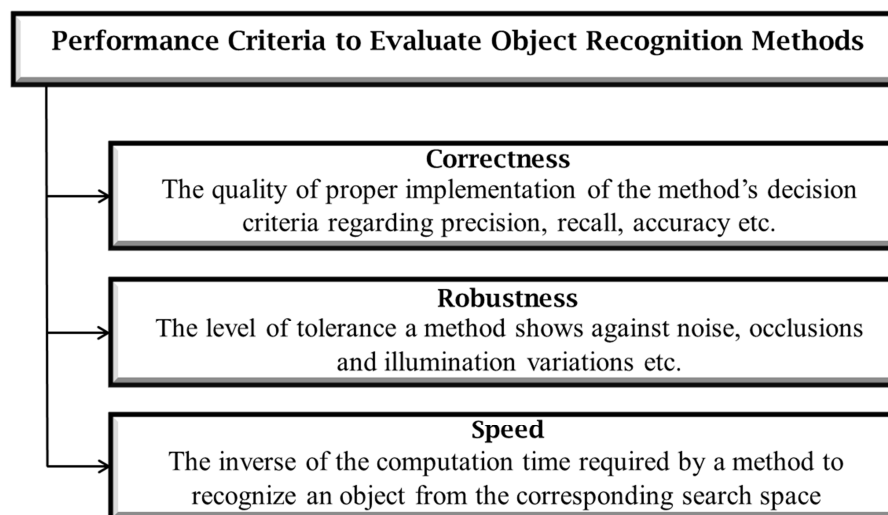 Performance Criteria to Evaluate Object Recognition Methods
Correctness
The quality of proper implementation of the method's decision
criteria regarding precision, recall, accuracy etc.
Robustness
The level of tolerance a method shows against noise, occlusions
and illumination variations etc.
Speed
The inverse of the computation time required by a method to
recognize an object from the corresponding search space